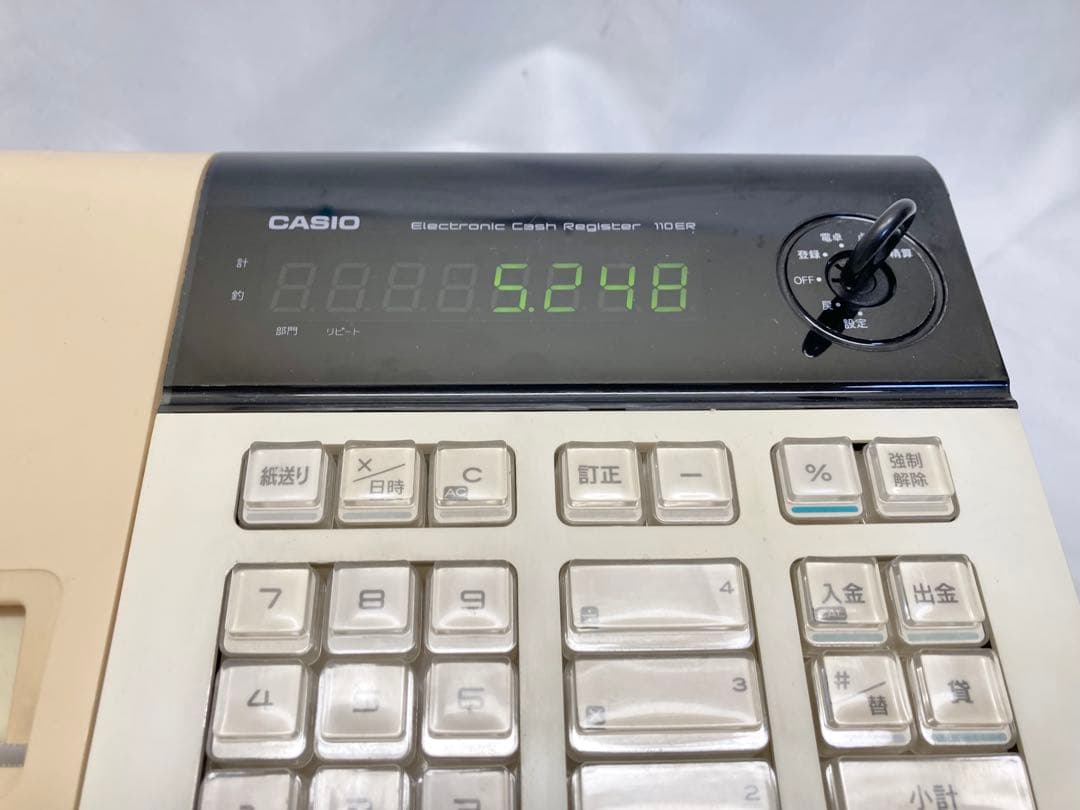 CASIO Electronic Cash Register 110ER
計
釣
5.248
部門 リピート
電卓
登録 精算
OFF
戻
設定
紙送り ×/日時 C AC 訂正 − % 強制解除
7 8 9 4 入金 出金
4 3 #/替 貸
2 小計